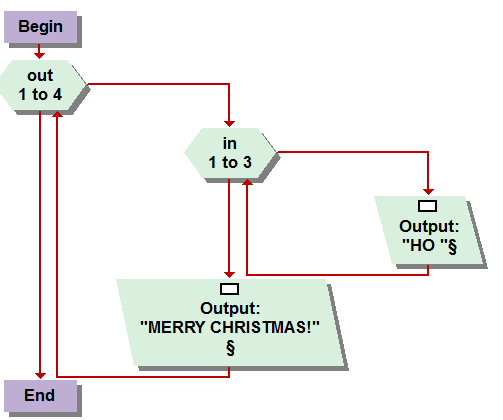 Begin
out
1 to 4
in
1 to 3
Output:
"HO "§
Output:
"MERRY CHRISTMAS!"
§
End